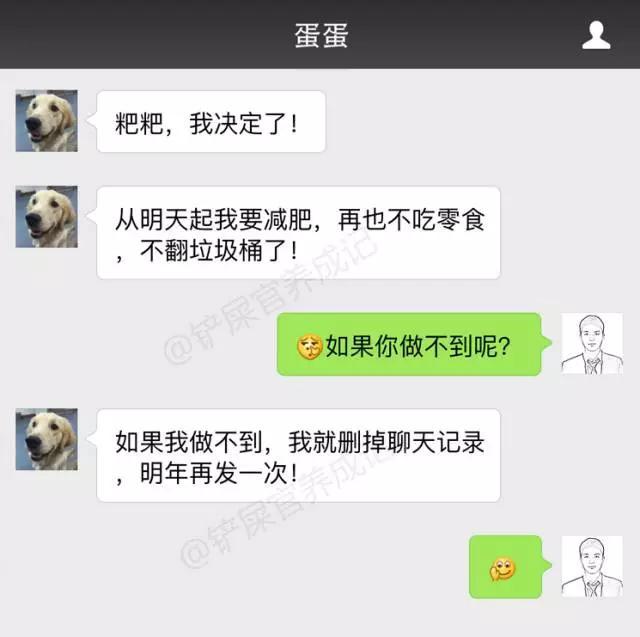 蛋蛋
粑粑，我决定了！
从明天起我要减肥，再也不吃零食
，不翻垃圾桶了！
@铲屎官养成记
如果你做不到呢？
如果我做不到，我就删掉聊天记录
，明年再发一次！
@铲屎官养成记